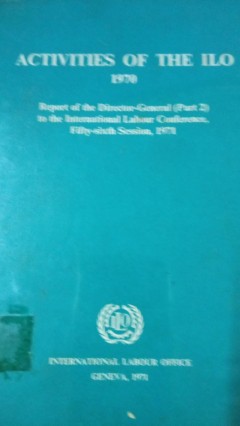 ACTIVITIES OF THE ILO
1970
Report of the Director-General (Part 2)
to the International Labour Conference,
Fifty-sixth Session, 1971
ILO
INTERNATIONAL LABOUR OFFICE
GENEVA, 1971